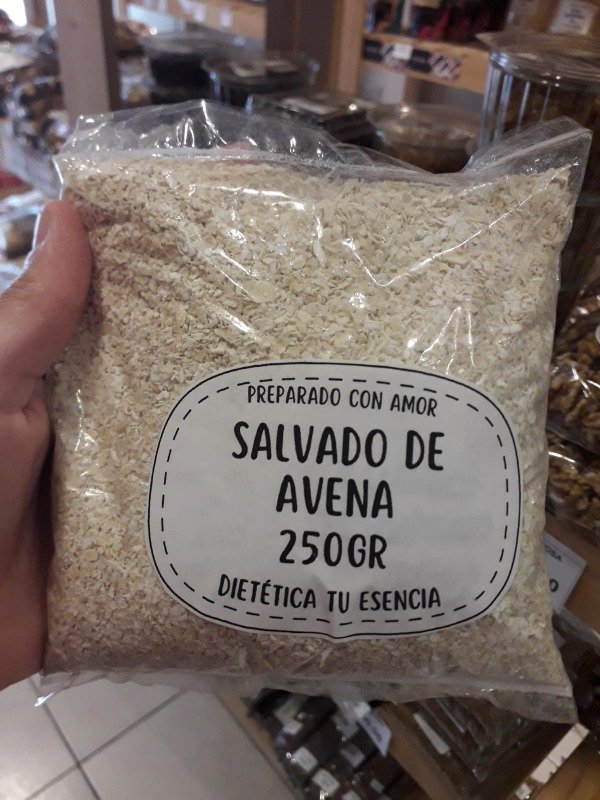 PREPARADO CON AMOR
SALVADO DE
AVENA
250GR
DIETÉTICA TU ESENCIA